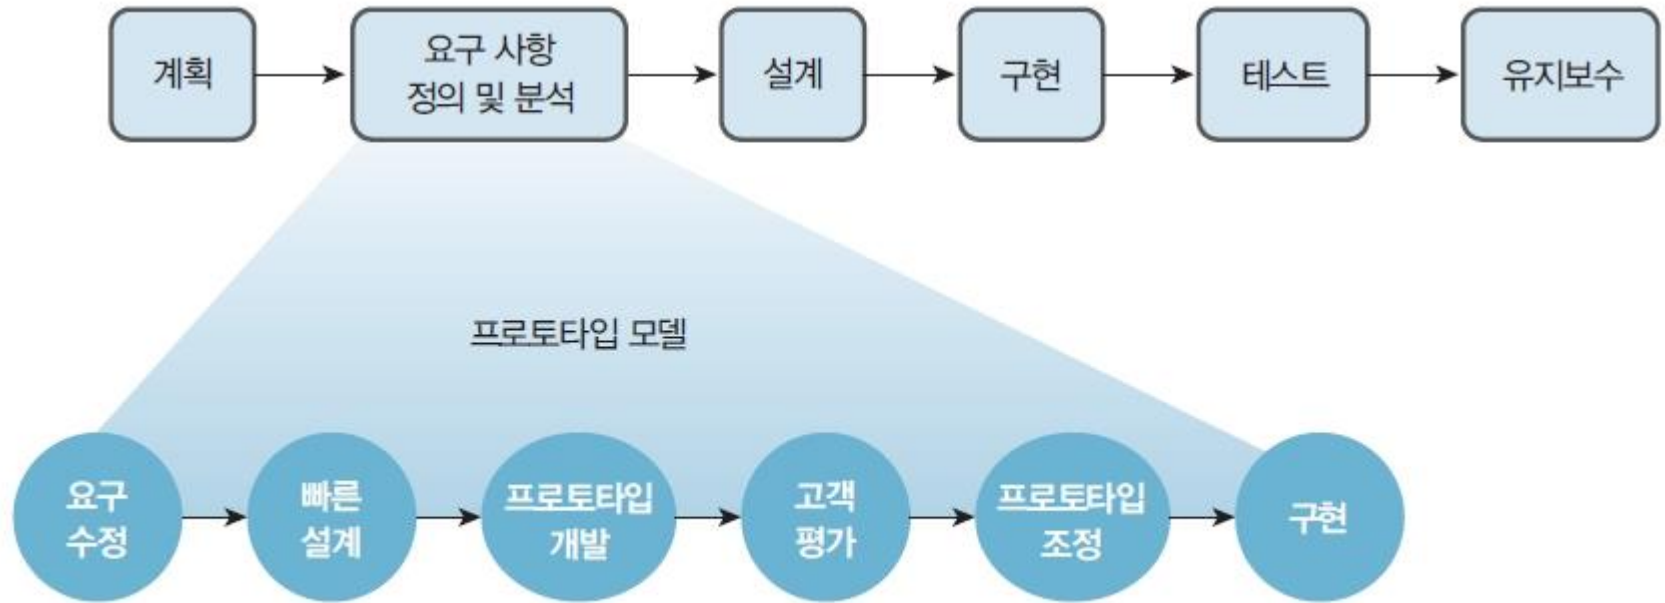 계획
요구 사항
정의 및 분석
설계
구현
테스트
유지보수
프로토타입 모델
요구
수정
빠른
설계
프로토타입
개발
고객
평가
프로토타입
조정
구현